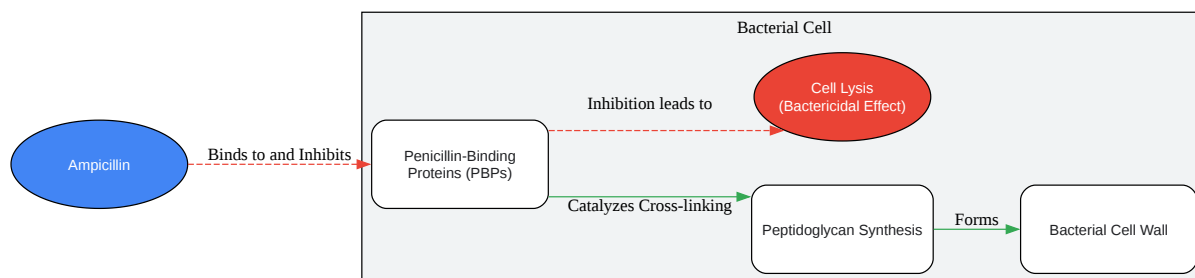 Bacterial Cell
Cell Lysis
(Bactericidal Effect)
Inhibition leads to
Ampicillin
Binds to and Inhibits
Penicillin-Binding
Proteins (PBPs)
Catalyzes Cross-linking
Peptidoglycan Synthesis
Forms
Bacterial Cell Wall